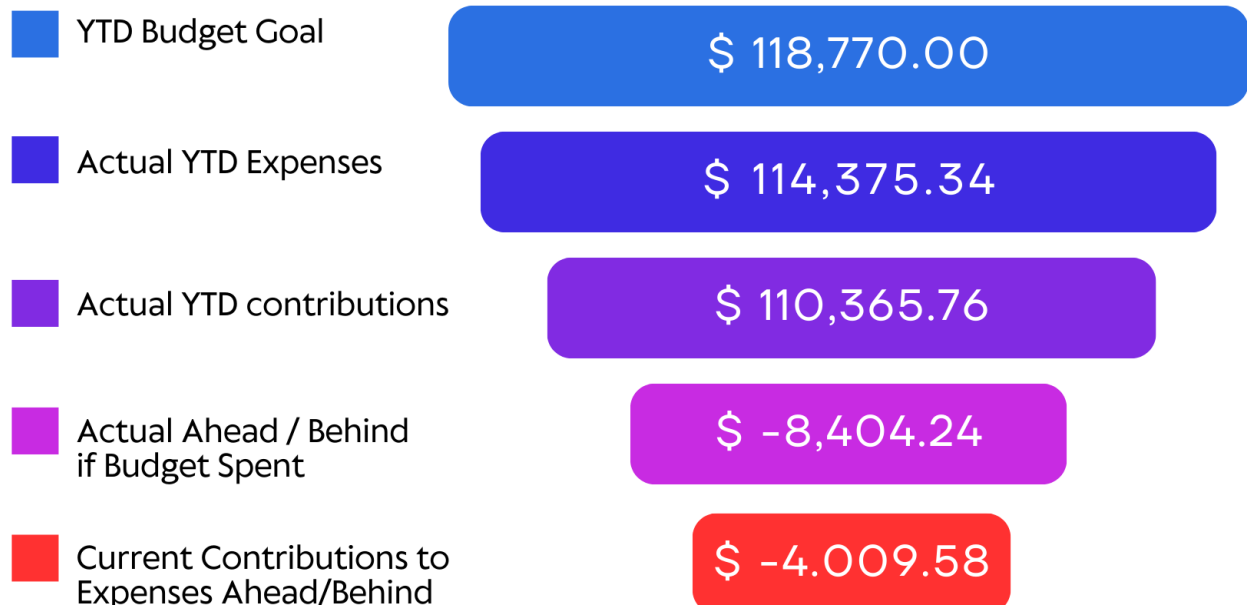 YTD Budget Goal
$ 118,770.00
Actual YTD Expenses
$ 114,375.34
Actual YTD contributions
$ 110,365.76
Actual Ahead / Behind
if Budget Spent
$ -8,404.24
Current Contributions to
Expenses Ahead/Behind
$ -4.009.58